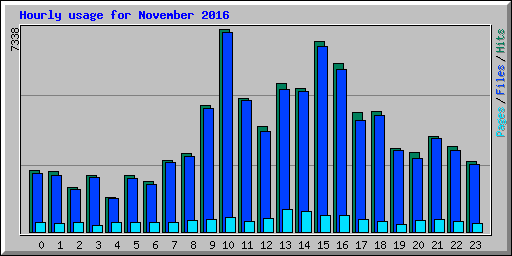 Hourly usage for November 2016
7338
Pages/Files/Hits
0 1 2 3 4 5 6 7 8 9 10 11 12 13 14 15 16 17 18 19 20 21 22 23